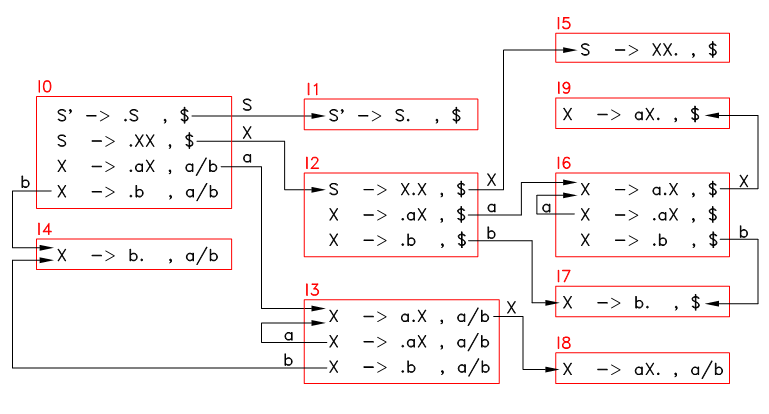 I0
S' -> .S , $
S -> .XX , $
X -> .aX , a/b
X -> .b , a/b
S
X
a
b
I1
S' -> S. , $
I4
X -> b. , a/b
I2
S -> X.X , $
X -> .aX , $
X -> .b , $
X
a
b
I3
X -> a.X , a/b
X -> .aX , a/b
X -> .b , a/b
a
b
X
I5
S -> XX. , $
I9
X -> aX. , $
I6
X -> a.X , $
X -> .aX , $
X -> .b , $
a
X
b
I7
X -> b. , $
I8
X -> aX. , a/b